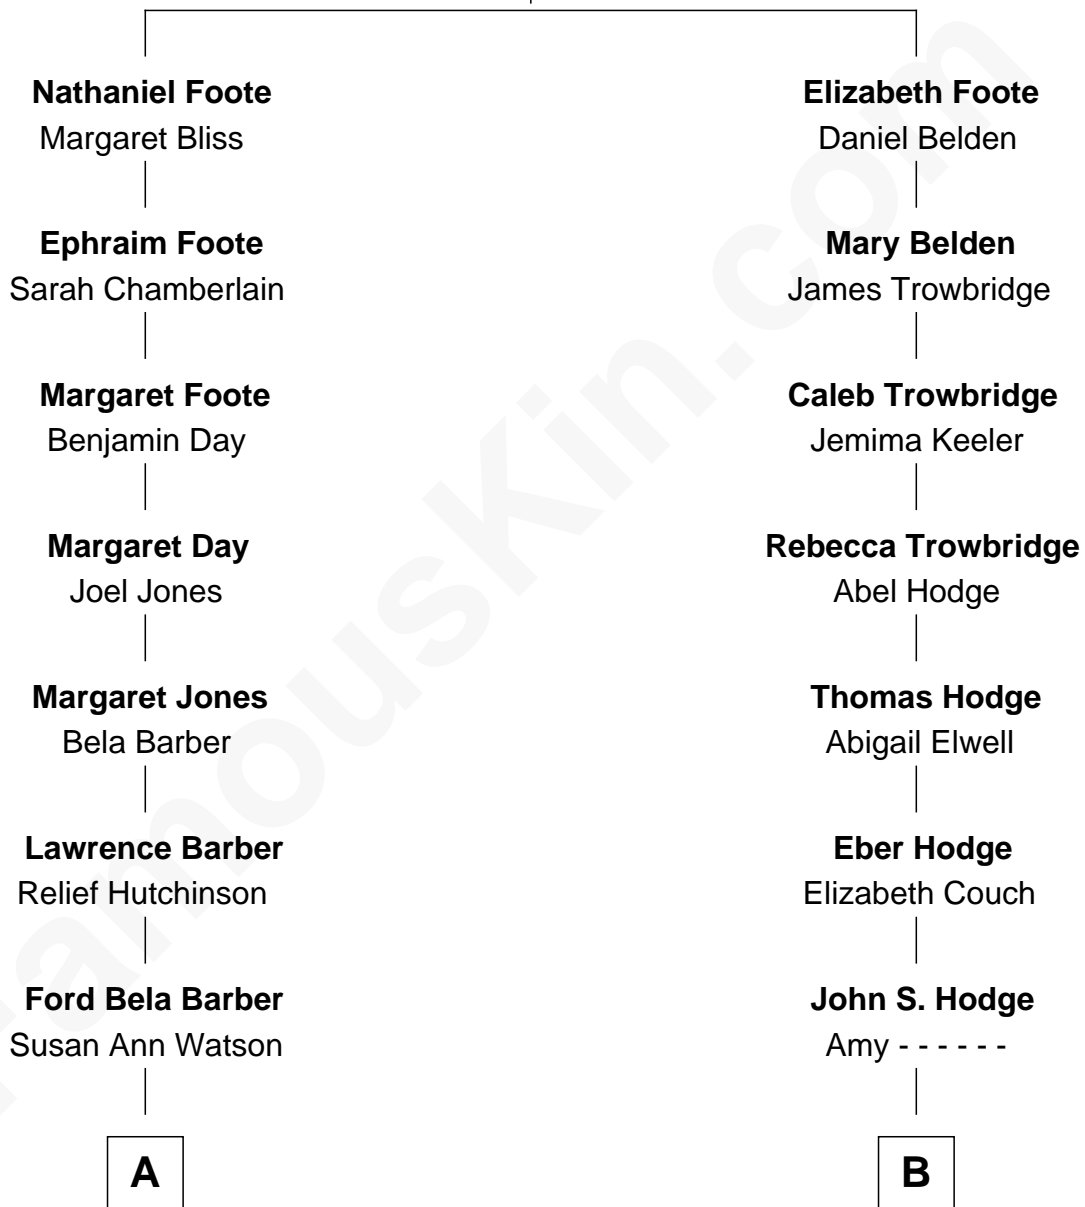 Nathaniel Foote
Margaret Bliss
Ephraim Foote
Sarah Chamberlain
Margaret Foote
Benjamin Day
Margaret Day
Joel Jones
Margaret Jones
Bela Barber
Lawrence Barber
Relief Hutchinson
Ford Bela Barber
Susan Ann Watson
A
Elizabeth Foote
Daniel Belden
Mary Belden
James Trowbridge
Caleb Trowbridge
Jemima Keeler
Rebecca Trowbridge
Abel Hodge
Thomas Hodge
Abigail Elwell
Eber Hodge
Elizabeth Couch
John S. Hodge
Amy - - - - - -
B
FamousKin.com